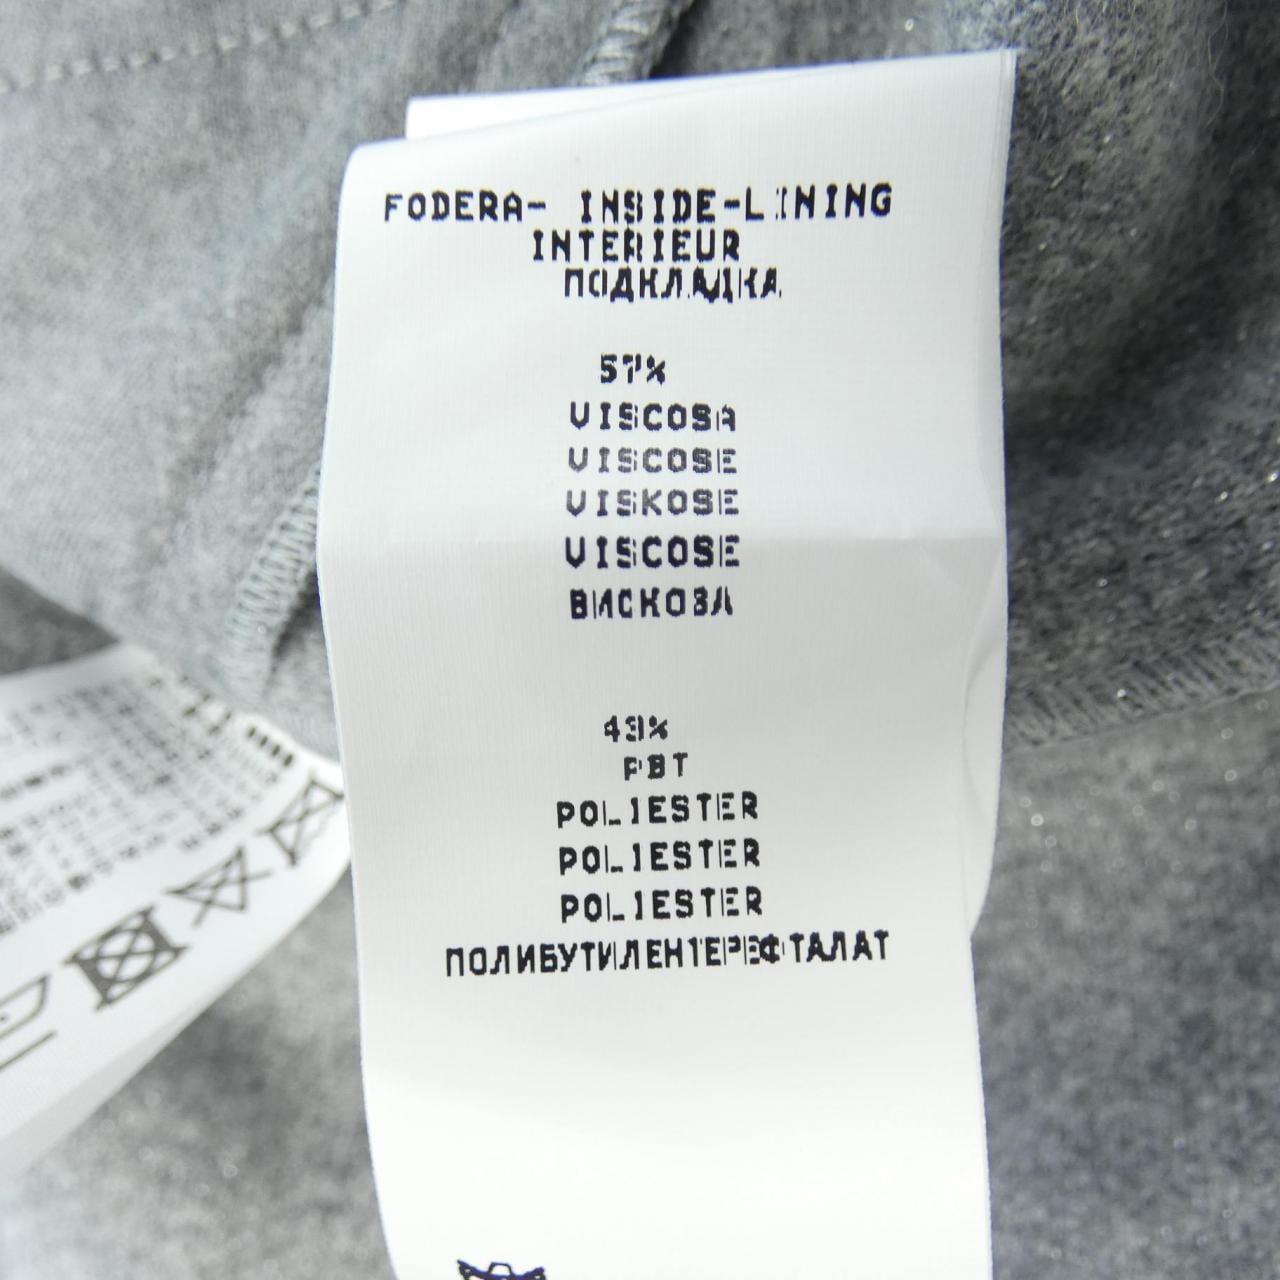 FODERA- INSIDE-LINING
INTERIEUR
ПОДКЛАДКА
57%
VISCOSA
VISCOSE
VISKOSE
VISCOSE
ВИСКОЗА
43%
PBT
POLIESTER
POLIESTER
POLIESTER
ПОЛИБУТИЛЕНТЕРЕФТАЛАТ